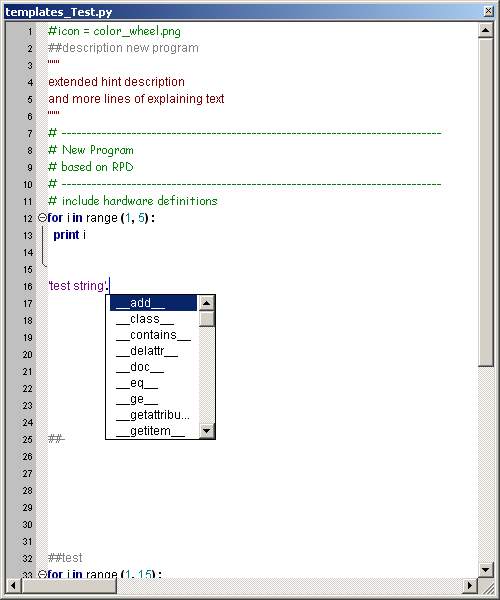 templates_Test.py
1 #icon = color_wheel.png
2 ##description new program
3 """
4 extended hint description
5 and more lines of explaining text
6 """
7 # ------------------------------------------------------------------------------
8 # New Program
9 # based on RPD
10 # ------------------------------------------------------------------------------
11 # include hardware definitions
12 for i in range (1, 5) :
13 print i
14
15
16 'test string'.
17 __add__
18 __class__
19 __contains__
20 __delattr__
21 __doc__
22 __eq__
23 __ge__
24 __getattribu...
__getitem__
25 ##-
26
27
28
29
30
31
32 ##test
33 for i in range (1, 15) :